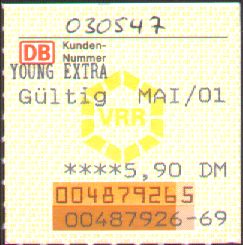 030547
DB Kunden-
Nummer
YOUNG EXTRA
Gültig MAI/01
VRR
****5,90 DM
004879265
00487926-69